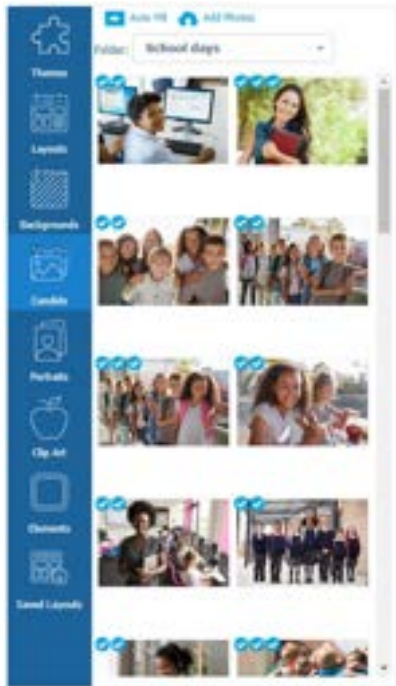 Auto Fill Add Photos
Folder: School days
Themes
Layouts
Backgrounds
Candids
Portraits
Clip Art
Elements
Saved Layouts